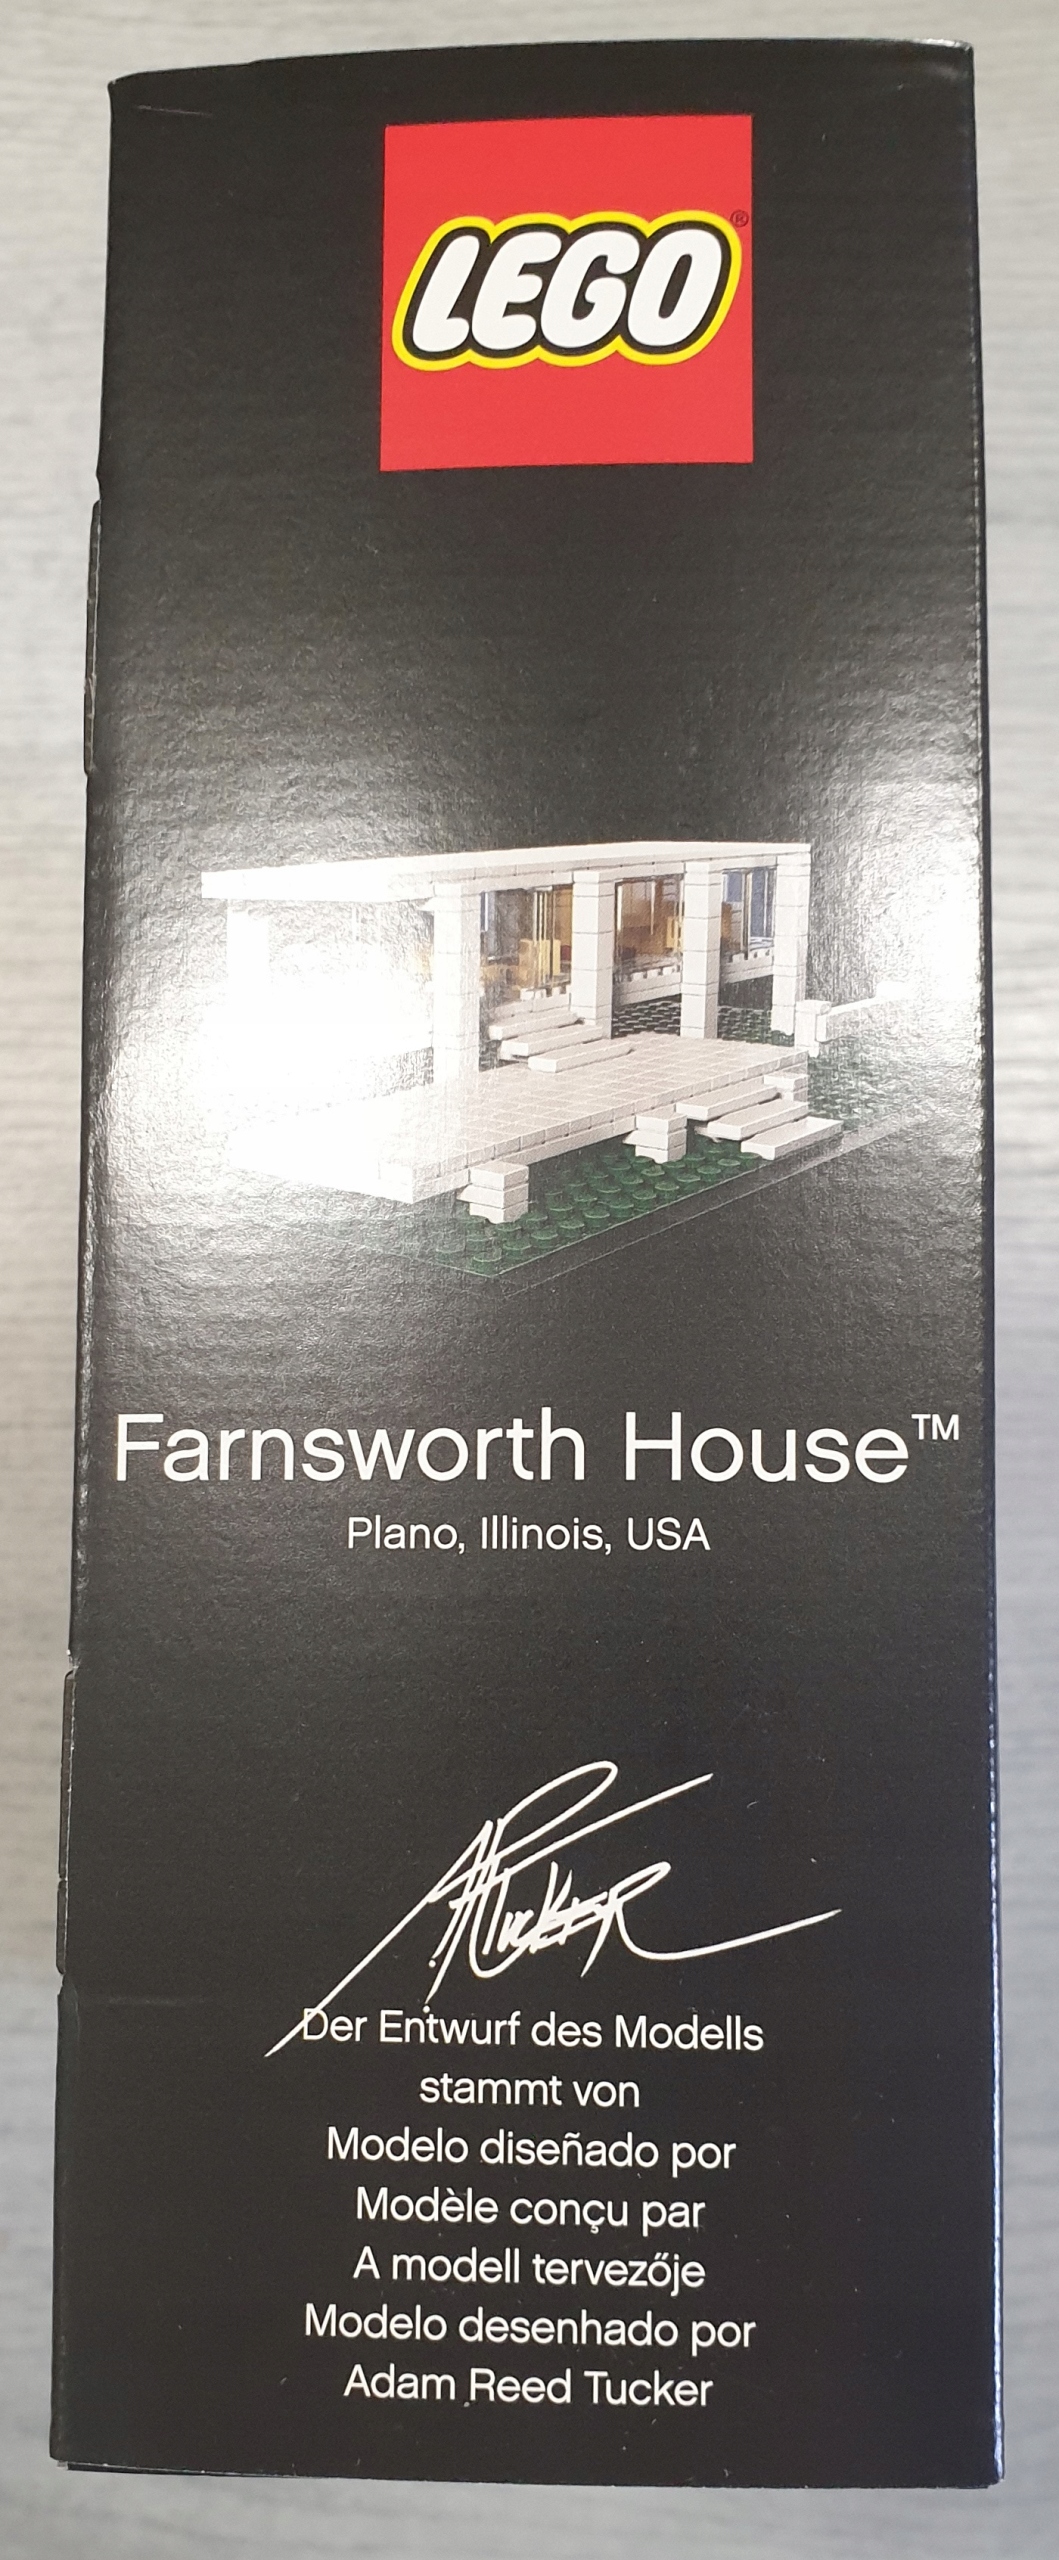 LEGO®
Farnsworth House™
Plano, Illinois, USA
A. R. Tucker
Der Entwurf des Modells
stammt von
Modelo diseñado por
Modèle conçu par
A modell tervezője
Modelo desenhado por
Adam Reed Tucker